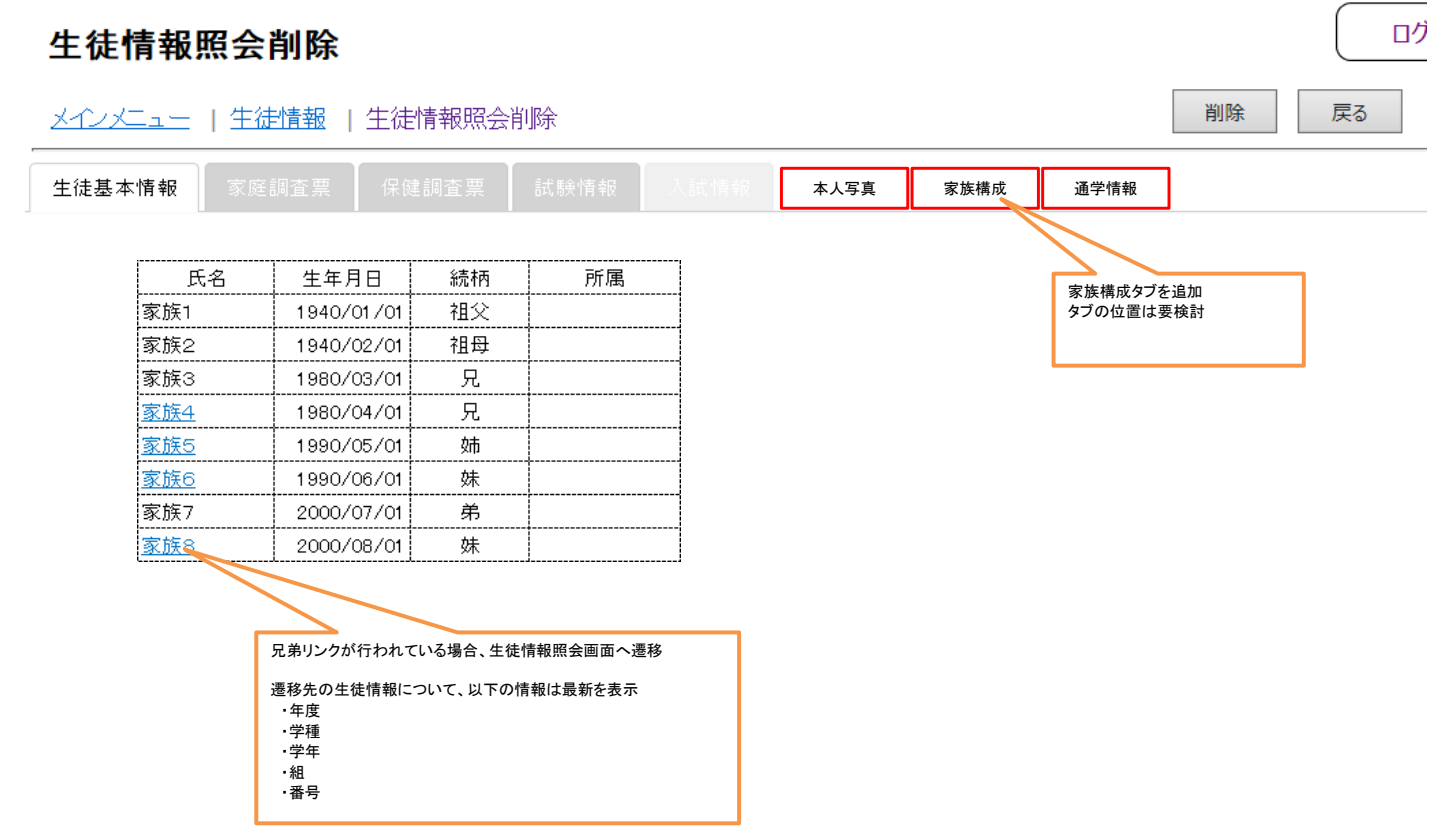 生徒情報照会削除
ログ
メインメニュー | 生徒情報 | 生徒情報照会削除
削除 戻る
生徒基本情報 家庭調査票 保健調査票 試験情報 入試情報 本人写真 家族構成 通学情報
家族構成タブを追加
タブの位置は要検討
氏名 生年月日 続柄 所属
家族1 1940/01/01 祖父
家族2 1940/02/01 祖母
家族3 1980/03/01 兄
家族4 1980/04/01 兄
家族5 1990/05/01 姉
家族6 1990/06/01 妹
家族7 2000/07/01 弟
家族8 2000/08/01 妹
兄弟リンクが行われている場合、生徒情報照会画面へ遷移
遷移先の生徒情報について、以下の情報は最新を表示
・年度
・学種
・学年
・組
・番号